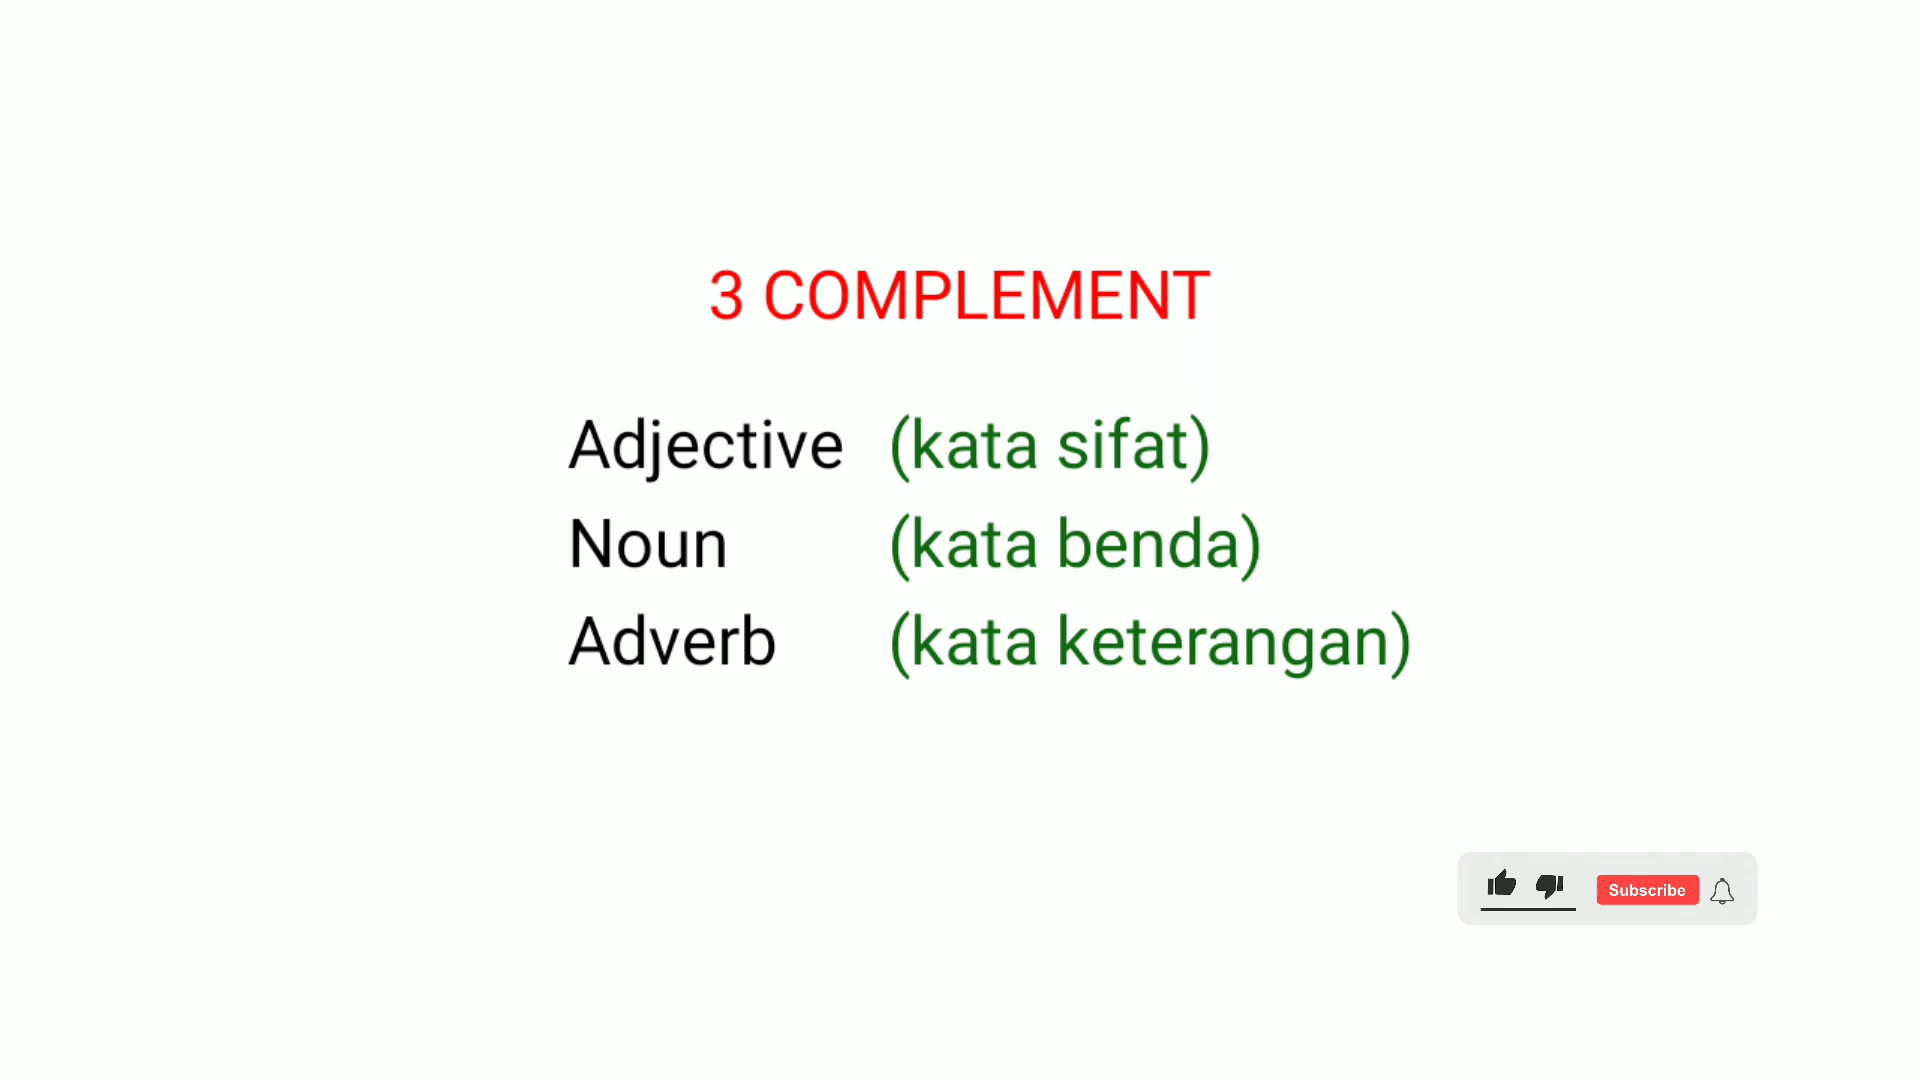 3 COMPLEMENT
Adjective (kata sifat)
Noun (kata benda)
Adverb (kata keterangan)
Subscribe